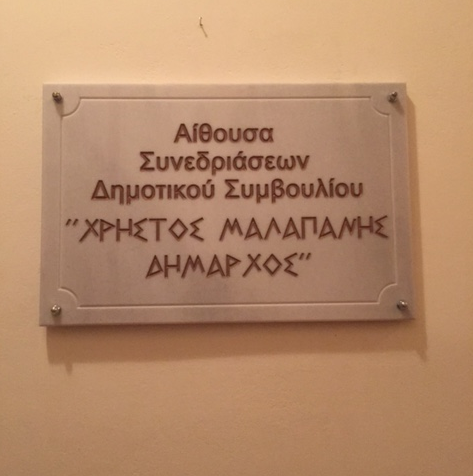 Αίθουσα
Συνεδριάσεων
Δημοτικού Συμβουλίου
"ΧΡΗΣΤΟΣ ΜΑΛΑΠΑΝΗΣ
ΔΗΜΑΡΧΟΣ"